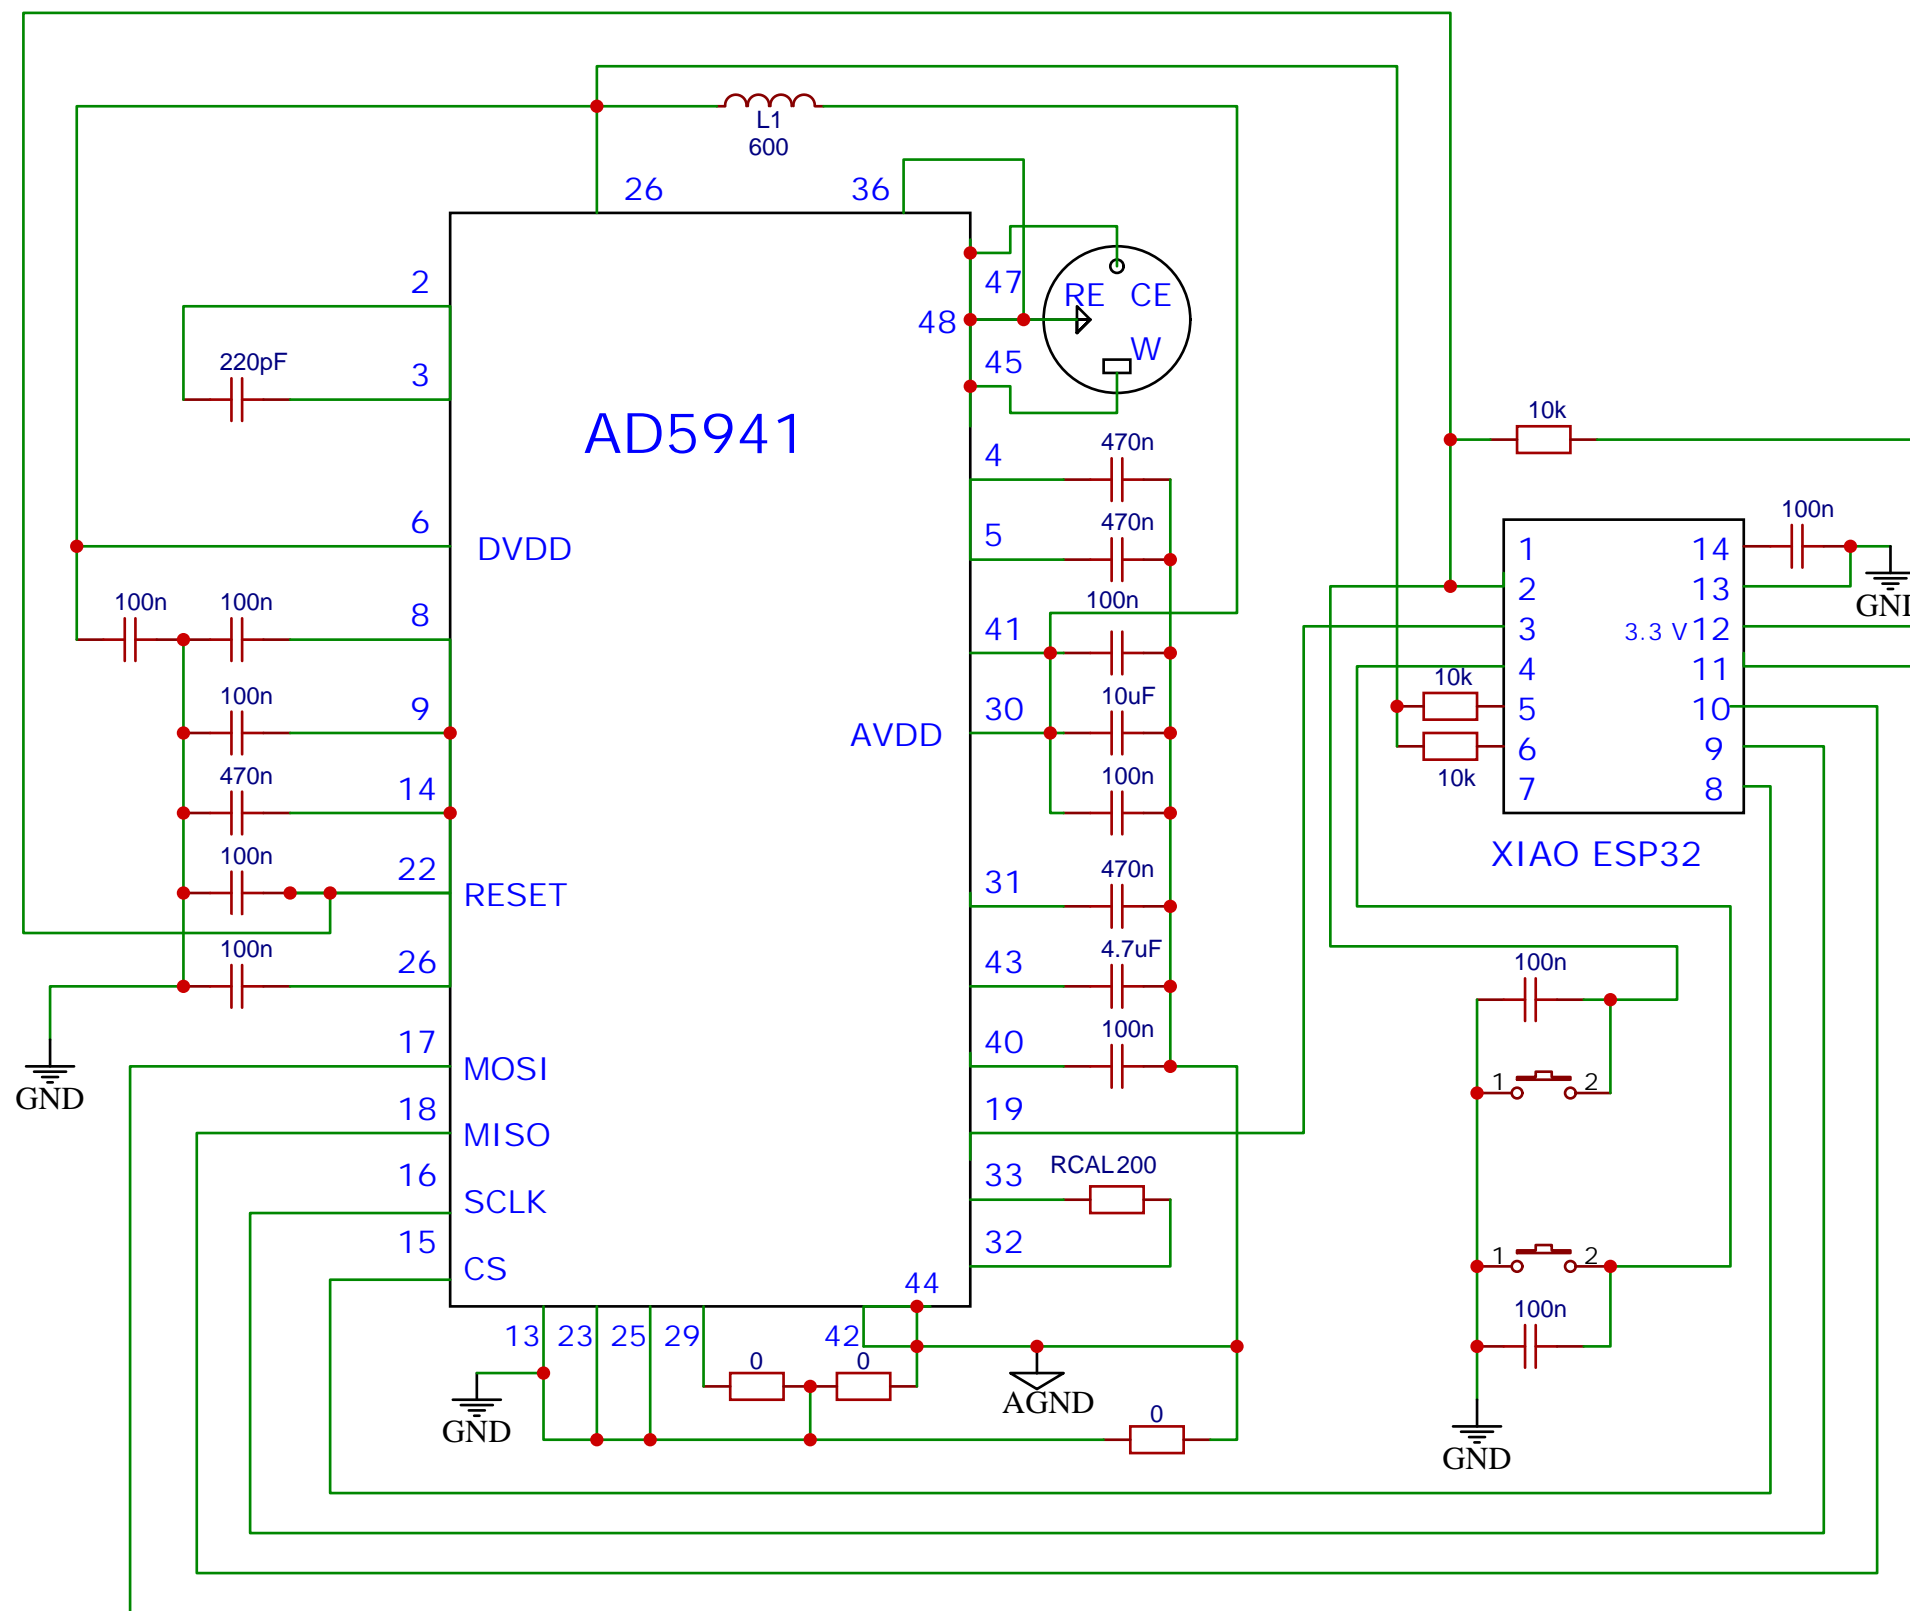 L1
600
26
36
2
47
RE
CE
48
220pF
3
45
W
AD5941
10k
4
470n
6
DVDD
5
470n
100n
1
14
2
13
GND
100n
100n
8
100n
41
3
3.3 V
12
4
11
10k
100n
9
AVDD
30
10uF
5
10
6
9
10k
470n
14
100n
7
8
XIAO ESP32
100n
22
RESET
31
470n
100n
26
43
4.7uF
100n
GND
17
MOSI
40
100n
1
2
18
MISO
19
16
SCLK
33
RCAL
200
15
CS
32
1
2
44
100n
13
23
25
29
42
0
0
AGND
GND
0
GND